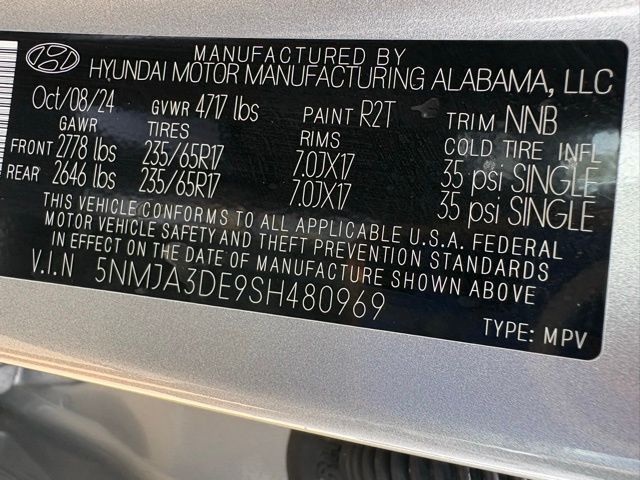 MANUFACTURED BY
HYUNDAI MOTOR MANUFACTURING ALABAMA, LLC
Oct/08/24 GVWR 4717 lbs PAINT R2T TRIM NNB
GAWR TIRES RIMS COLD TIRE INFL
FRONT 2778 lbs 235/65R17 7.0JX17 35 psi SINGLE
REAR 2646 lbs 235/65R17 7.0JX17 35 psi SINGLE
THIS VEHICLE CONFORMS TO ALL APPLICABLE U.S.A. FEDERAL
MOTOR VEHICLE SAFETY AND THEFT PREVENTION STANDARDS
IN EFFECT ON THE DATE OF MANUFACTURE SHOWN ABOVE
V.I.N 5NMJA3DE9SH480969
TYPE: MPV